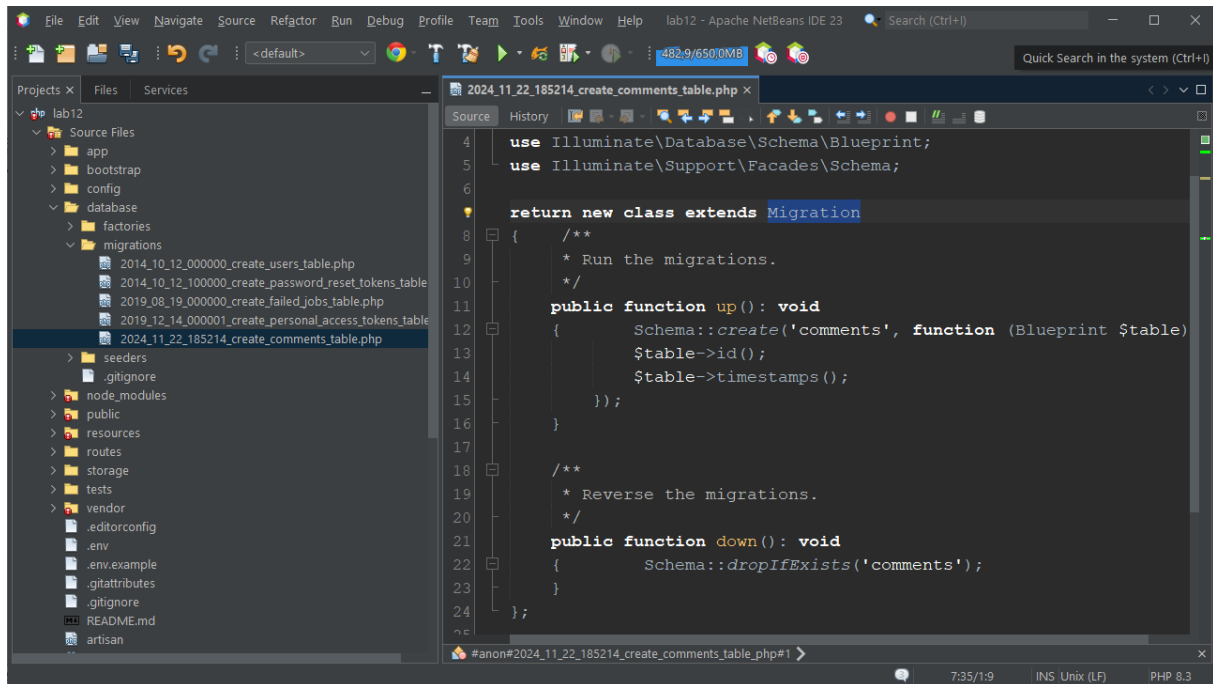 File Edit View Navigate Source Refactor Run Debug Profile Team Tools Window Help lab12 - Apache NetBeans IDE 23 Search (Ctrl+I)
<default> 482,9/650,0MB
Quick Search in the system (Ctrl+I)
Projects Files Services
lab12
Source Files
app
bootstrap
config
database
factories
migrations
2014_10_12_000000_create_users_table.php
2014_10_12_100000_create_password_reset_tokens_table
2019_08_19_000000_create_failed_jobs_table.php
2019_12_14_000001_create_personal_access_tokens_table
2024_11_22_185214_create_comments_table.php
seeders
.gitignore
node_modules
public
resources
routes
storage
tests
vendor
.editorconfig
.env
.env.example
.gitattributes
.gitignore
README.md
artisan
2024_11_22_185214_create_comments_table.php
Source History
4 use Illuminate\Database\Schema\Blueprint;
5 use Illuminate\Support\Facades\Schema;
6
return new class extends Migration
8 { /**
9 * Run the migrations.
10 */
11 public function up(): void
12 { Schema::create('comments', function (Blueprint $table)
13 $table->id();
14 $table->timestamps();
15 });
16 }
17
18 /**
19 * Reverse the migrations.
20 */
21 public function down(): void
22 { Schema::dropIfExists('comments');
23 }
24 };
25
#anon#2024_11_22_185214_create_comments_table_php#1
7:35/1:9 INS Unix (LF) PHP 8.3